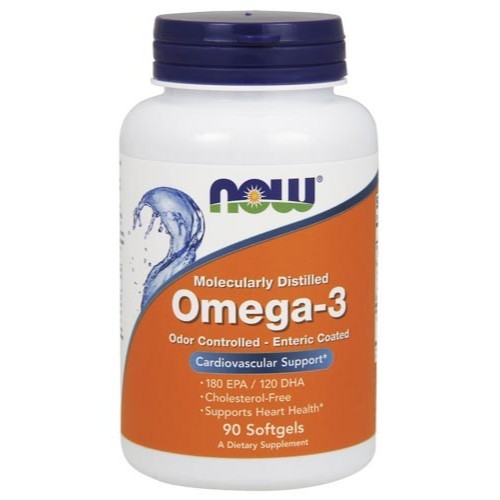 NOW
Molecularly Distilled
Omega-3
Odor Controlled - Enteric Coated
Cardiovascular Support*
• 180 EPA / 120 DHA
• Cholesterol-Free
• Supports Heart Health*
90 Softgels
A Dietary Supplement